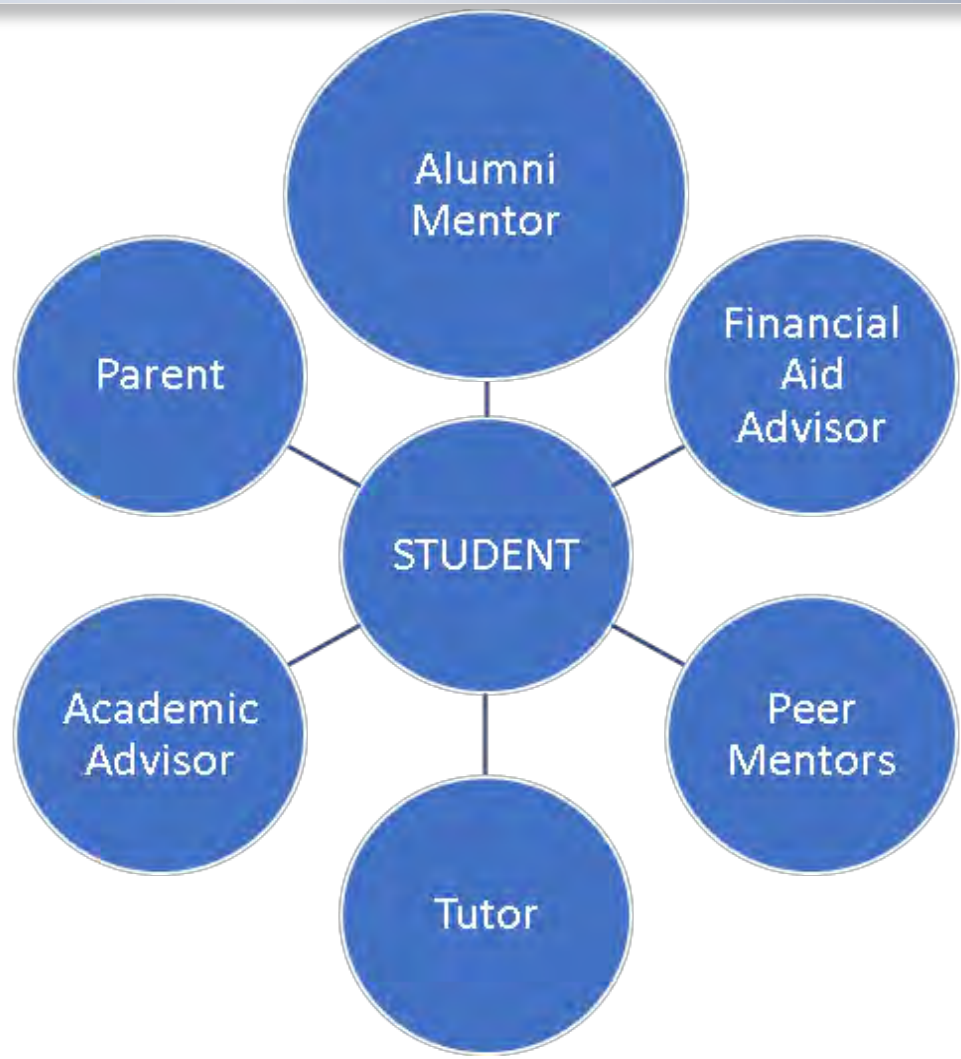 Alumni
Mentor
Financial
Aid
Advisor
Parent
STUDENT
Academic
Advisor
Peer
Mentors
Tutor